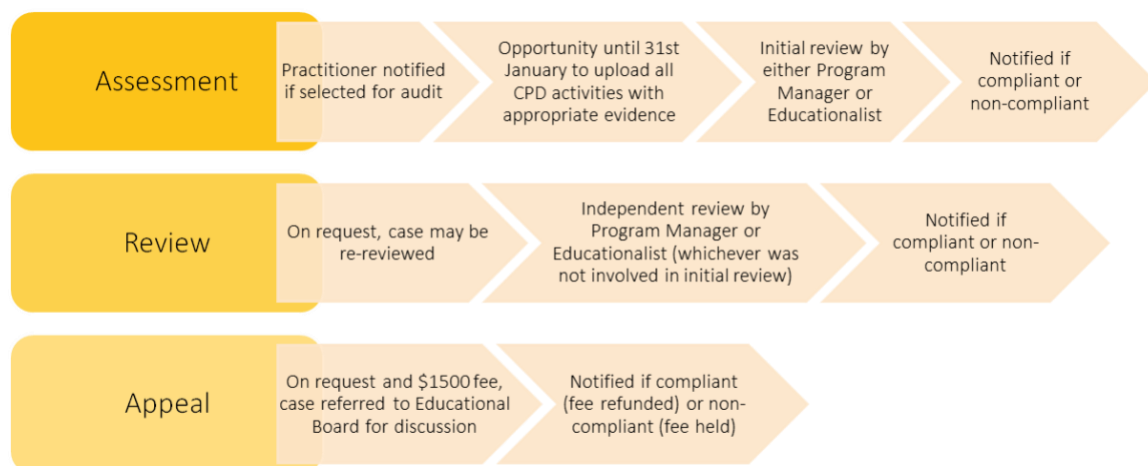 Assessment
Practitioner notified
if selected for audit
Opportunity until 31st
January to upload all
CPD activities with
appropriate evidence
Initial review by
either Program
Manager or
Educationalist
Notified if
compliant or
non-compliant
Review
On request, case may be
re-reviewed
Independent review by
Program Manager or
Educationalist (whichever was
not involved in initial review)
Notified if
compliant or non-
compliant
Appeal
On request and $1500 fee,
case referred to Educational
Board for discussion
Notified if compliant
(fee refunded) or non-
compliant (fee held)